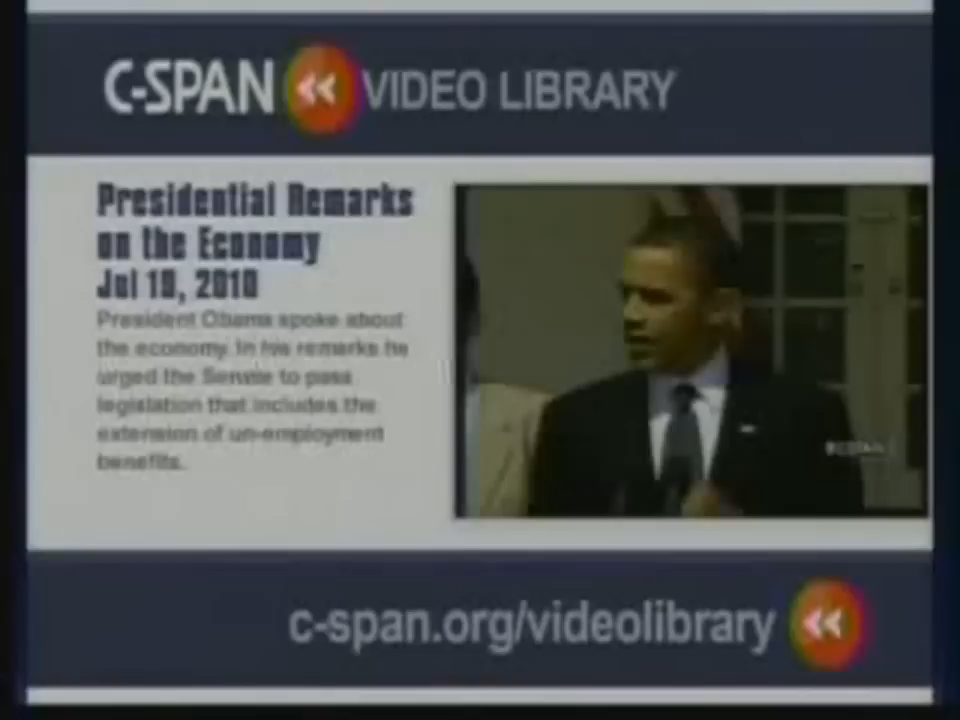 C-SPAN VIDEO LIBRARY
Presidential Remarks
on the Economy
Jul 19, 2010
President Obama spoke about
the economy. In his remarks he
urged the Senate to pass
legislation that includes the
extension of un-employment
benefits.
c-span.org/videolibrary